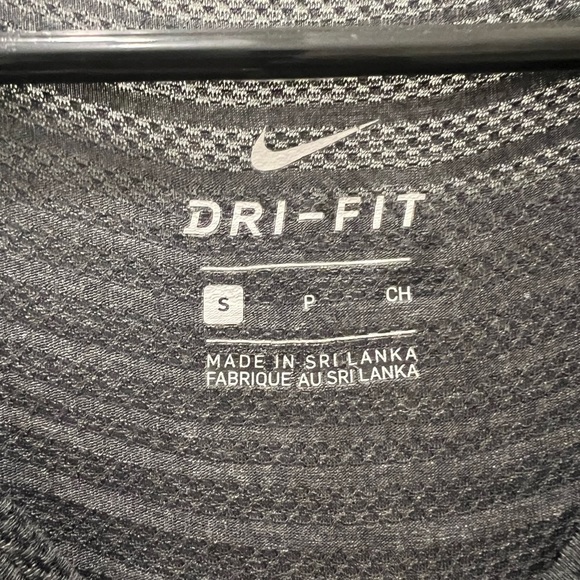 DRI-FIT
S P CH
MADE IN SRI LANKA
FABRIQUE AU SRI LANKA